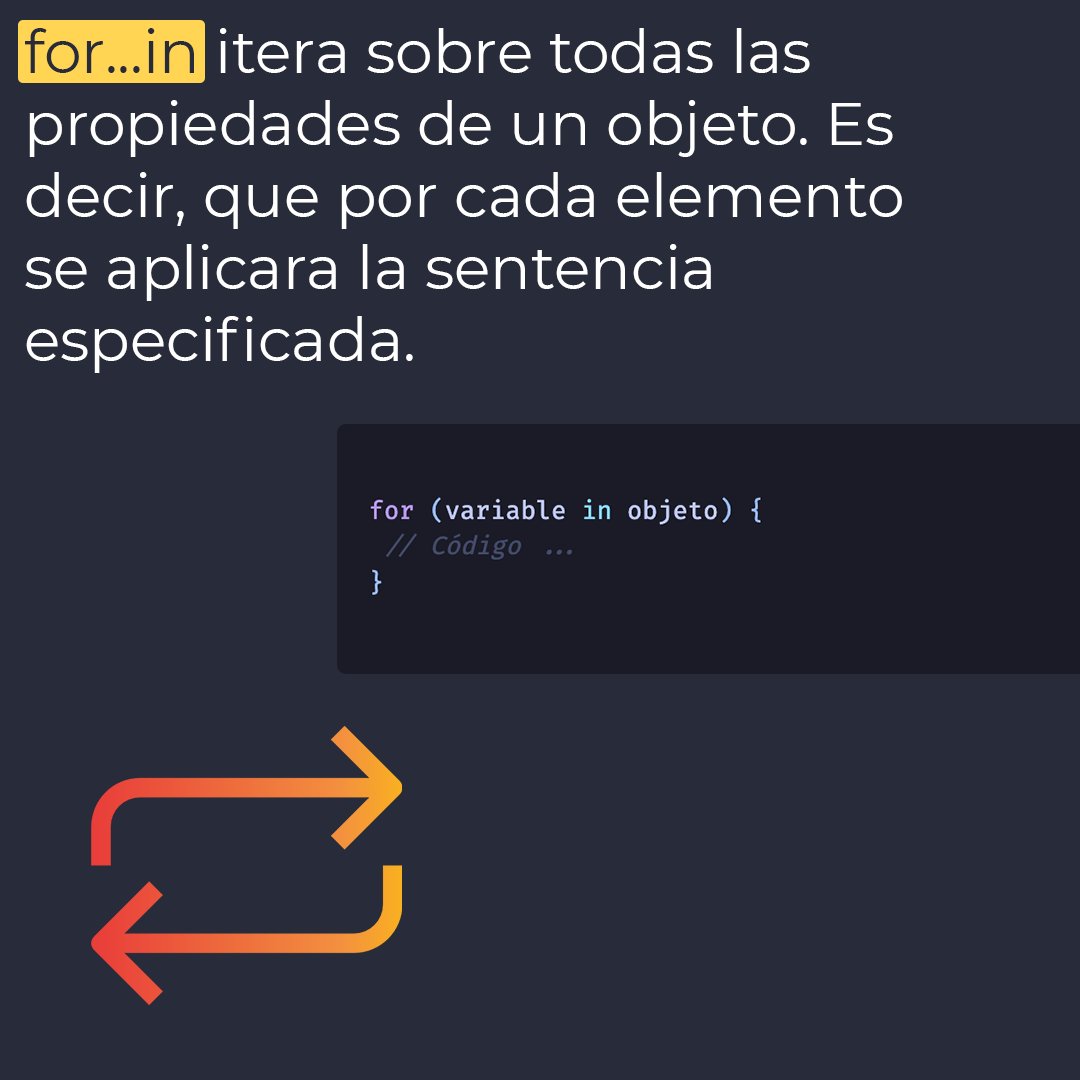 for...in itera sobre todas las
propiedades de un objeto. Es
decir, que por cada elemento
se aplicara la sentencia
especificada.
for (variable in objeto) {
// Código ...
}